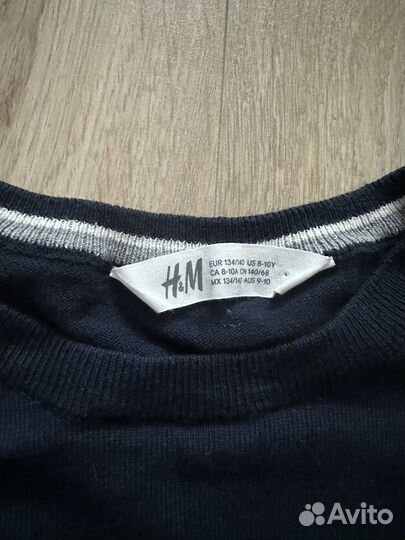 H&M
EUR 134/140 US 8-10Y
CA 8-10A CN 140/68
MX 134/140 AUS 9-10
Avito